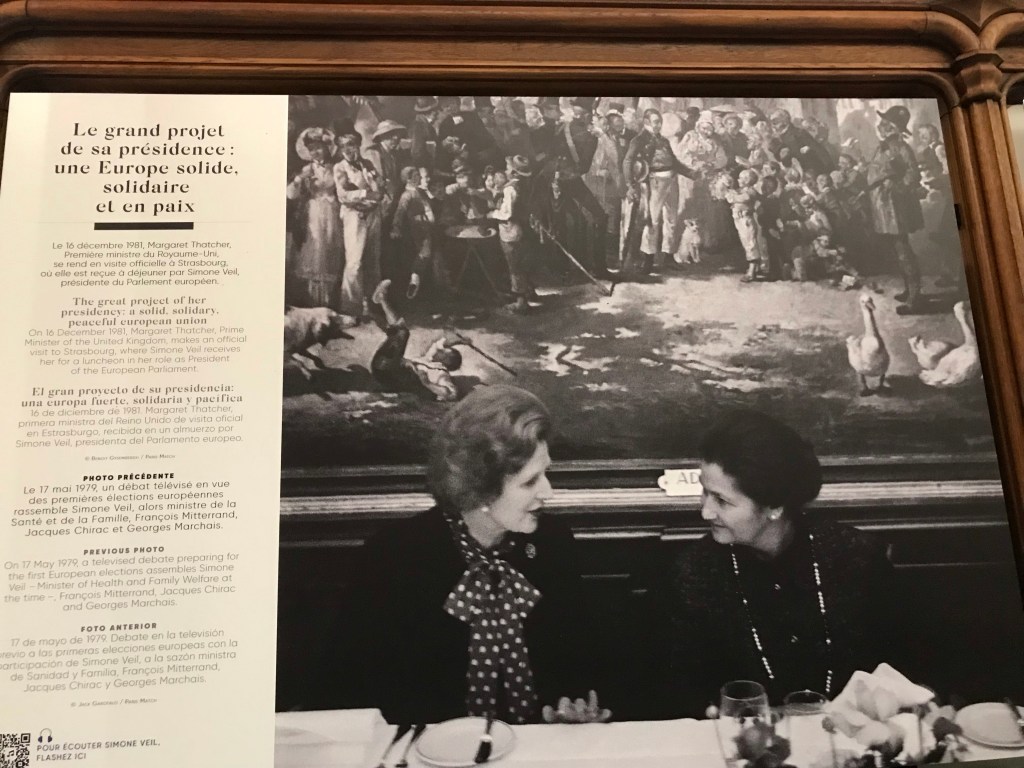 Le grand projet
de sa présidence :
une Europe solide,
solidaire
et en paix
Le 16 décembre 1981, Margaret Thatcher,
Première ministre du Royaume-Uni,
se rend en visite officielle à Strasbourg,
où elle est reçue à déjeuner par Simone Veil,
présidente du Parlement européen.
The great project of her
presidency: a solid, solidary,
peaceful european union
On 16 December 1981, Margaret Thatcher, Prime
Minister of the United Kingdom, makes an official
visit to Strasbourg, where Simone Veil receives
her for a luncheon in her role as President
of the European Parliament.
El gran proyecto de su presidencia:
una europa fuerte, solidaria y pacífica
16 de diciembre de 1981. Margaret Thatcher,
primera ministra del Reino Unido de visita oficial
en Estrasburgo, recibida en un almuerzo por
Simone Veil, presidenta del Parlamento europeo.
/ Paris Match
PHOTO PRÉCÉDENTE
Le 17 mai 1979, un débat télévisé en vue
des premières élections européennes
rassemble Simone Veil, alors ministre de la
Santé et de la Famille, François Mitterrand,
Jacques Chirac et Georges Marchais.
PREVIOUS PHOTO
On 17 May 1979, a televised debate preparing for
the first European elections assembles Simone
Veil – Minister of Health and Family Welfare at
the time –, François Mitterrand, Jacques Chirac
and Georges Marchais.
FOTO ANTERIOR
17 de mayo de 1979. Debate en la televisión
previo a las primeras elecciones europeas con la
participación de Simone Veil, a la sazón ministra
de Sanidad y Familia, François Mitterrand,
Jacques Chirac y Georges Marchais.
© Jack Garofalo / Paris Match
POUR ÉCOUTER SIMONE VEIL,
FLASHEZ ICI
AD